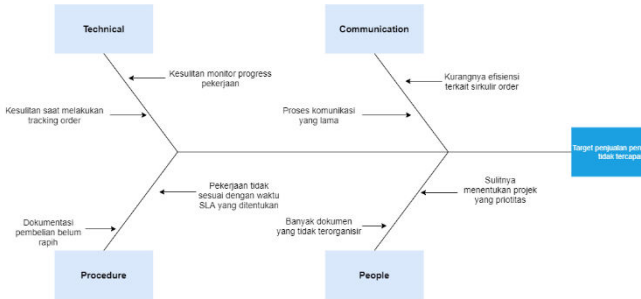 Technical
Communication
Kesulitan monitor progress
pekerjaan
Kurangnya efisiensi
terkait sirkulir order
Kesulitan saat melakukan
tracking order
Proses komunikasi
yang lama
Target penjualan
tidak
Pekerjaan tidak
sesuai dengan waktu
SLA yang ditentukan
Sulitnya
menentukan projek
yang priotitas
Dokumentasi
pembelian belum
rapih
Banyak dokumen
yang tidak terorganisir
Procedure
People